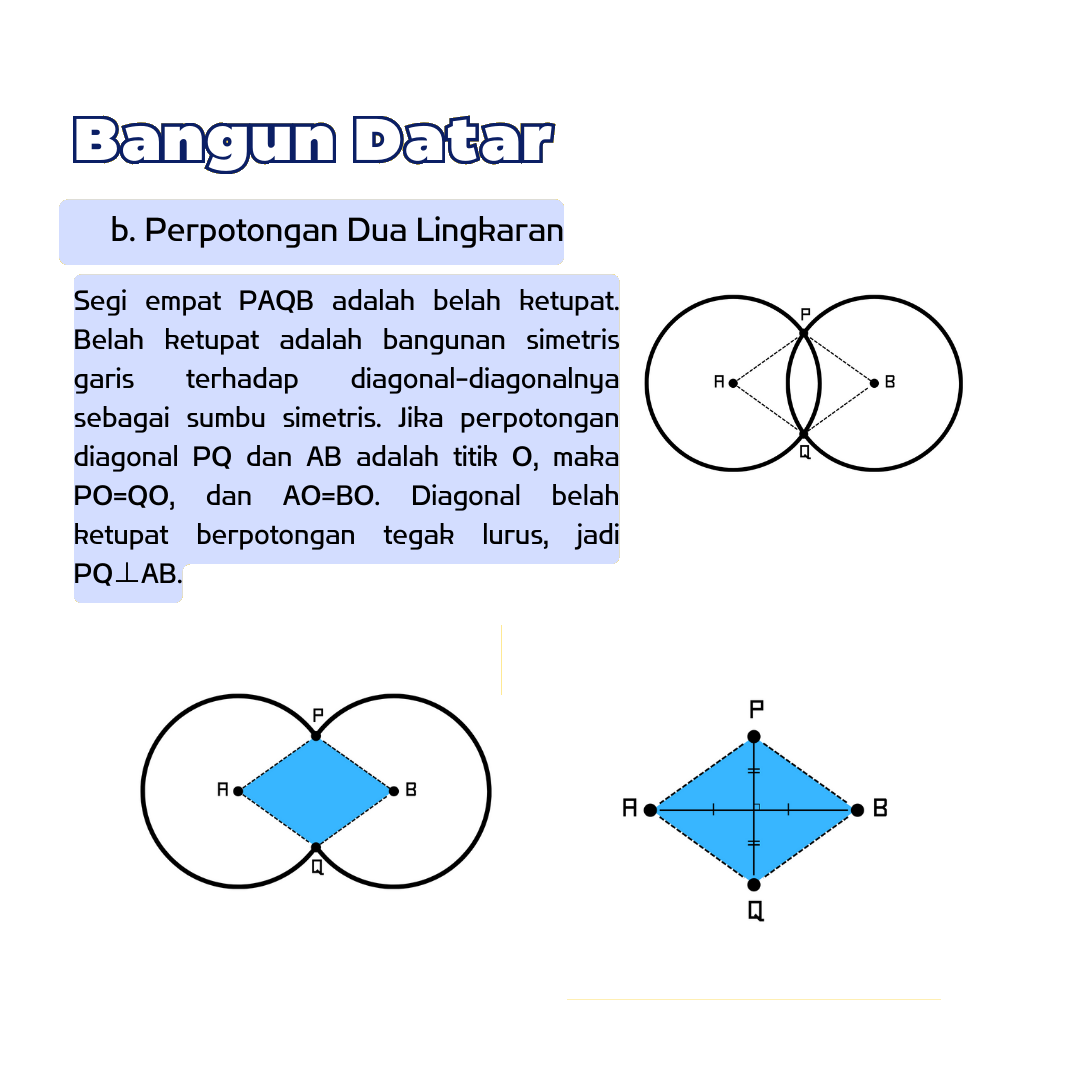 Bangun Datar
b. Perpotongan Dua Lingkaran
Segi empat PAQB adalah belah ketupat.
Belah ketupat adalah bangunan simetris
garis terhadap diagonal-diagonalnya
sebagai sumbu simetris. Jika perpotongan
diagonal PQ dan AB adalah titik O, maka
PO=QO, dan AO=BO. Diagonal belah
ketupat berpotongan tegak lurus, jadi
PQ⊥AB.
P
A
B
Q
P
A
B
Q
P
A
B
Q